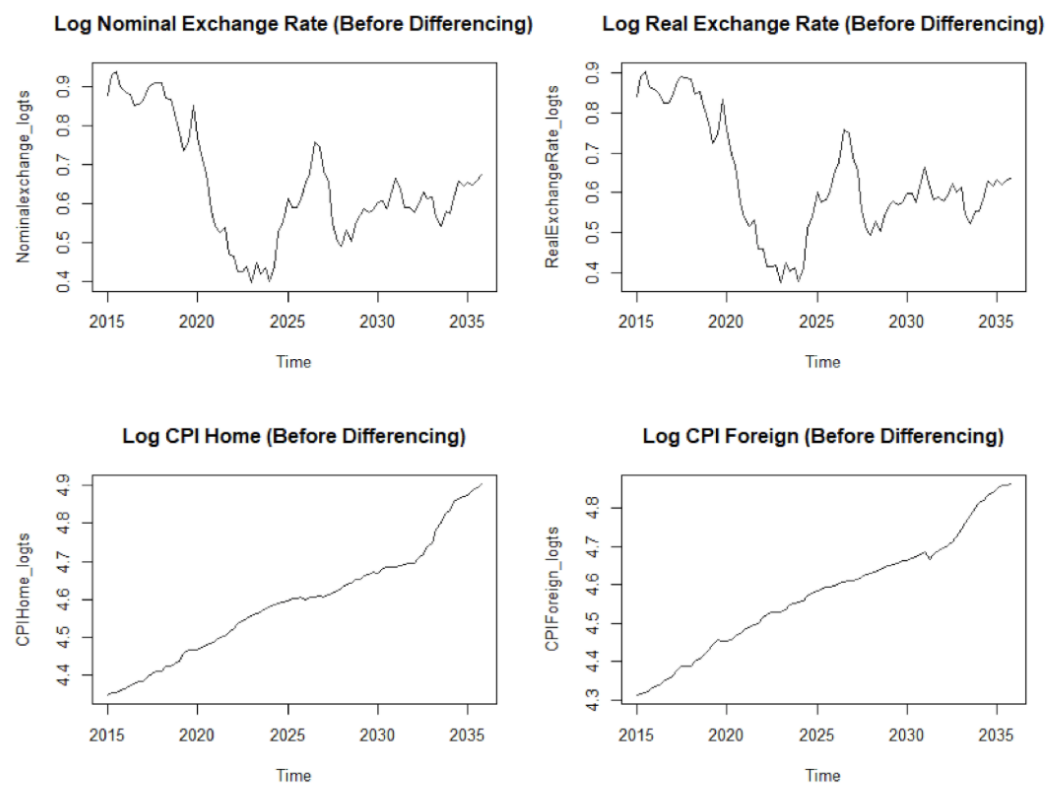 Log Nominal Exchange Rate (Before Differencing)
Nominalexchange_logts
0.9
0.8
0.7
0.6
0.5
0.4
2015 2020 2025 2030 2035
Time
Log Real Exchange Rate (Before Differencing)
RealExchangeRate_logts
0.9
0.8
0.7
0.6
0.5
0.4
2015 2020 2025 2030 2035
Time
Log CPI Home (Before Differencing)
CPIHome_logts
4.9
4.8
4.7
4.6
4.5
4.4
2015 2020 2025 2030 2035
Time
Log CPI Foreign (Before Differencing)
CPIForeign_logts
4.8
4.7
4.6
4.5
4.4
4.3
2015 2020 2025 2030 2035
Time